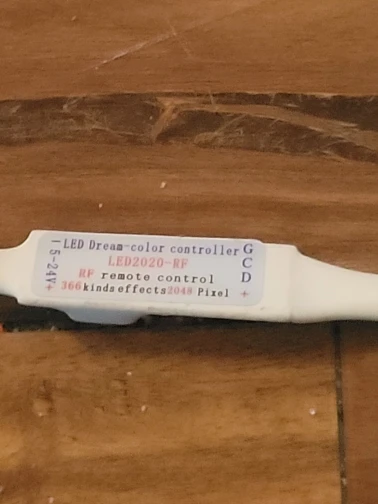 - 5-24V +
LED Dream-color controller
LED2020-RF
RF remote control
366 kinds effects 2048 Pixel
G
C
D
+